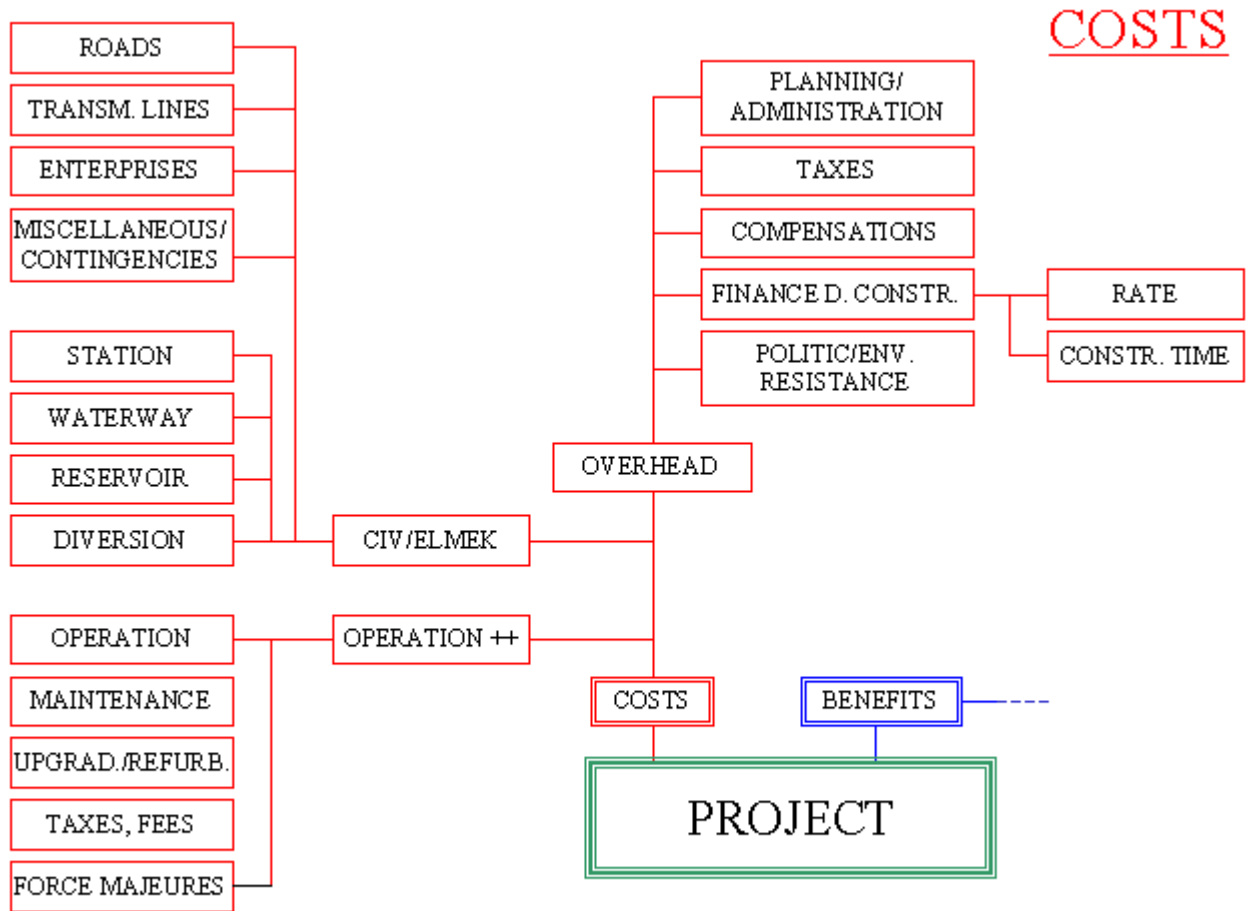 COSTS
ROADS
TRANSM. LINES
ENTERPRISES
MISCELLANEOUS/
CONTINGENCIES
STATION
WATERWAY
RESERVOIR
DIVERSION
CIV/ELMEK
OPERATION
MAINTENANCE
UPGRAD./REFURB.
TAXES, FEES
FORCE MAJEURES
OPERATION ++
PLANNING/
ADMINISTRATION
TAXES
COMPENSATIONS
FINANCE D. CONSTR.
POLITIC/ENV.
RESISTANCE
RATE
CONSTR. TIME
OVERHEAD
COSTS
BENEFITS
PROJECT